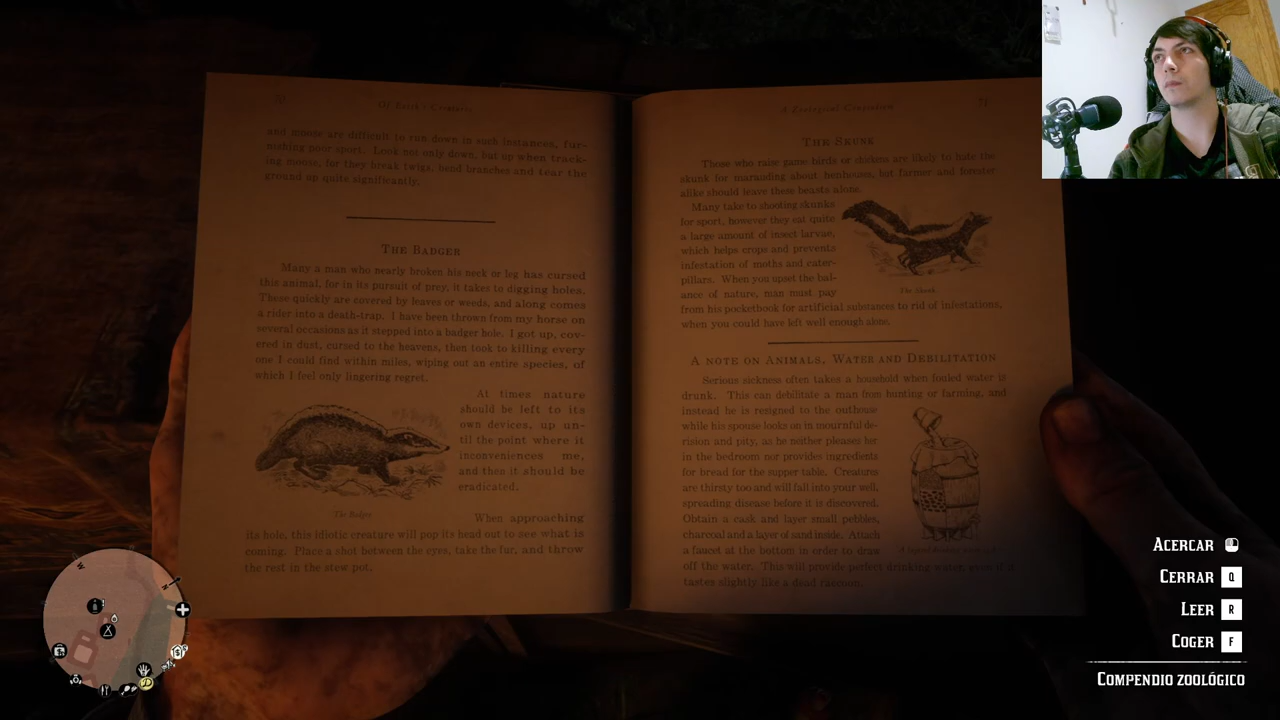 Of Earth's Creatures
and moose are difficult to run down in such instances, fur-
nishing poor sport. Look not only down, but up when track-
ing moose, for they break twigs, bend branches and tear the
ground up quite significantly.
The Badger
Many a man who nearly broken his neck or leg has cursed
this animal, for in its pursuit of prey, it takes to digging holes.
These quickly are covered by leaves or weeds, and along comes
a rider into a death-trap. I have been thrown from my horse on
several occasions as it stepped into a badger hole. I got up, cov-
ered in dust, cursed to the heavens, then took to killing every
one I could find within miles, wiping out an entire species, of
which I feel only lingering regret.
At times nature
should be left to its
own devices, up un-
til the point where it
inconveniences me,
and then it should be
eradicated.
The Badger
When approaching
its hole, this idiotic creature will pop its head out to see what is
coming. Place a shot between the eyes, take the fur, and throw
the rest in the stew pot.
A Zoological Compendium
The Skunk
Those who raise game birds or chickens are likely to hate the
skunk for marauding about henhouses, but farmer and forester
alike should leave these beasts alone.
Many take to shooting skunks
for sport, however they eat quite
a large amount of insect larvae,
which helps crops and prevents
infestation of moths and cater-
pillars. When you upset the bal-
ance of nature, man must pay
The Skunk
from his pocketbook for artificial substances to rid of infestations,
when you could have left well enough alone.
A note on Animals, Water and Debilitation
Serious sickness often takes a household when fouled water is
drunk. This can debilitate a man from hunting or farming, and
instead he is resigned to the outhouse
while his spouse looks on in mournful de-
rision and pity, as he neither pleases her
in the bedroom nor provides ingredients
for bread for the supper table. Creatures
are thirsty too and will fall into your well,
spreading disease before it is discovered.
Obtain a cask and layer small pebbles,
charcoal and a layer of sand inside. Attach
a faucet at the bottom in order to draw
off the water. This will provide perfect drinking water, even if it
tastes slightly like a dead racoon.
ACERCAR
CERRAR Q
LEER R
COGER F
COMPENDIO ZOOLÓGICO